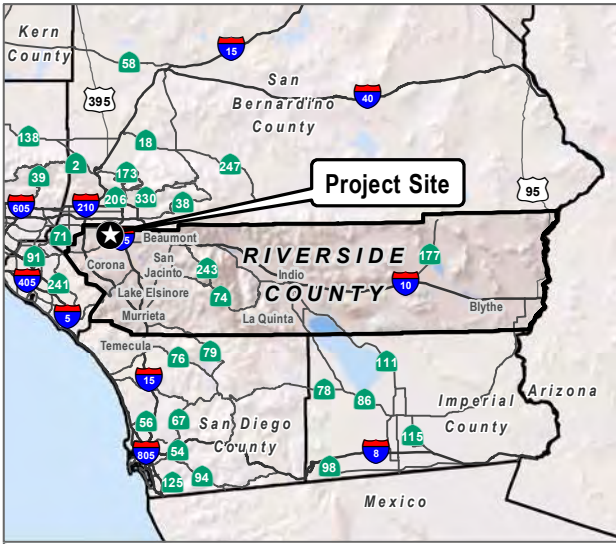 Kern
County
15
58
San
Bernardino
County
395
40
138
18
2
39
173
247
95
Project Site
605
210
206
330
38
71
5
Beaumont
RIVERSIDE
COUNTY
177
91
Corona
San
Jacinto
243
Indio
405
241
Lake Elsinore
74
10
Blythe
5
Murrieta
La Quinta
Temecula
76
79
111
15
78
86
Imperial
County
Arizona
56
67
San Diego
County
115
805
54
8
125
94
98
Mexico